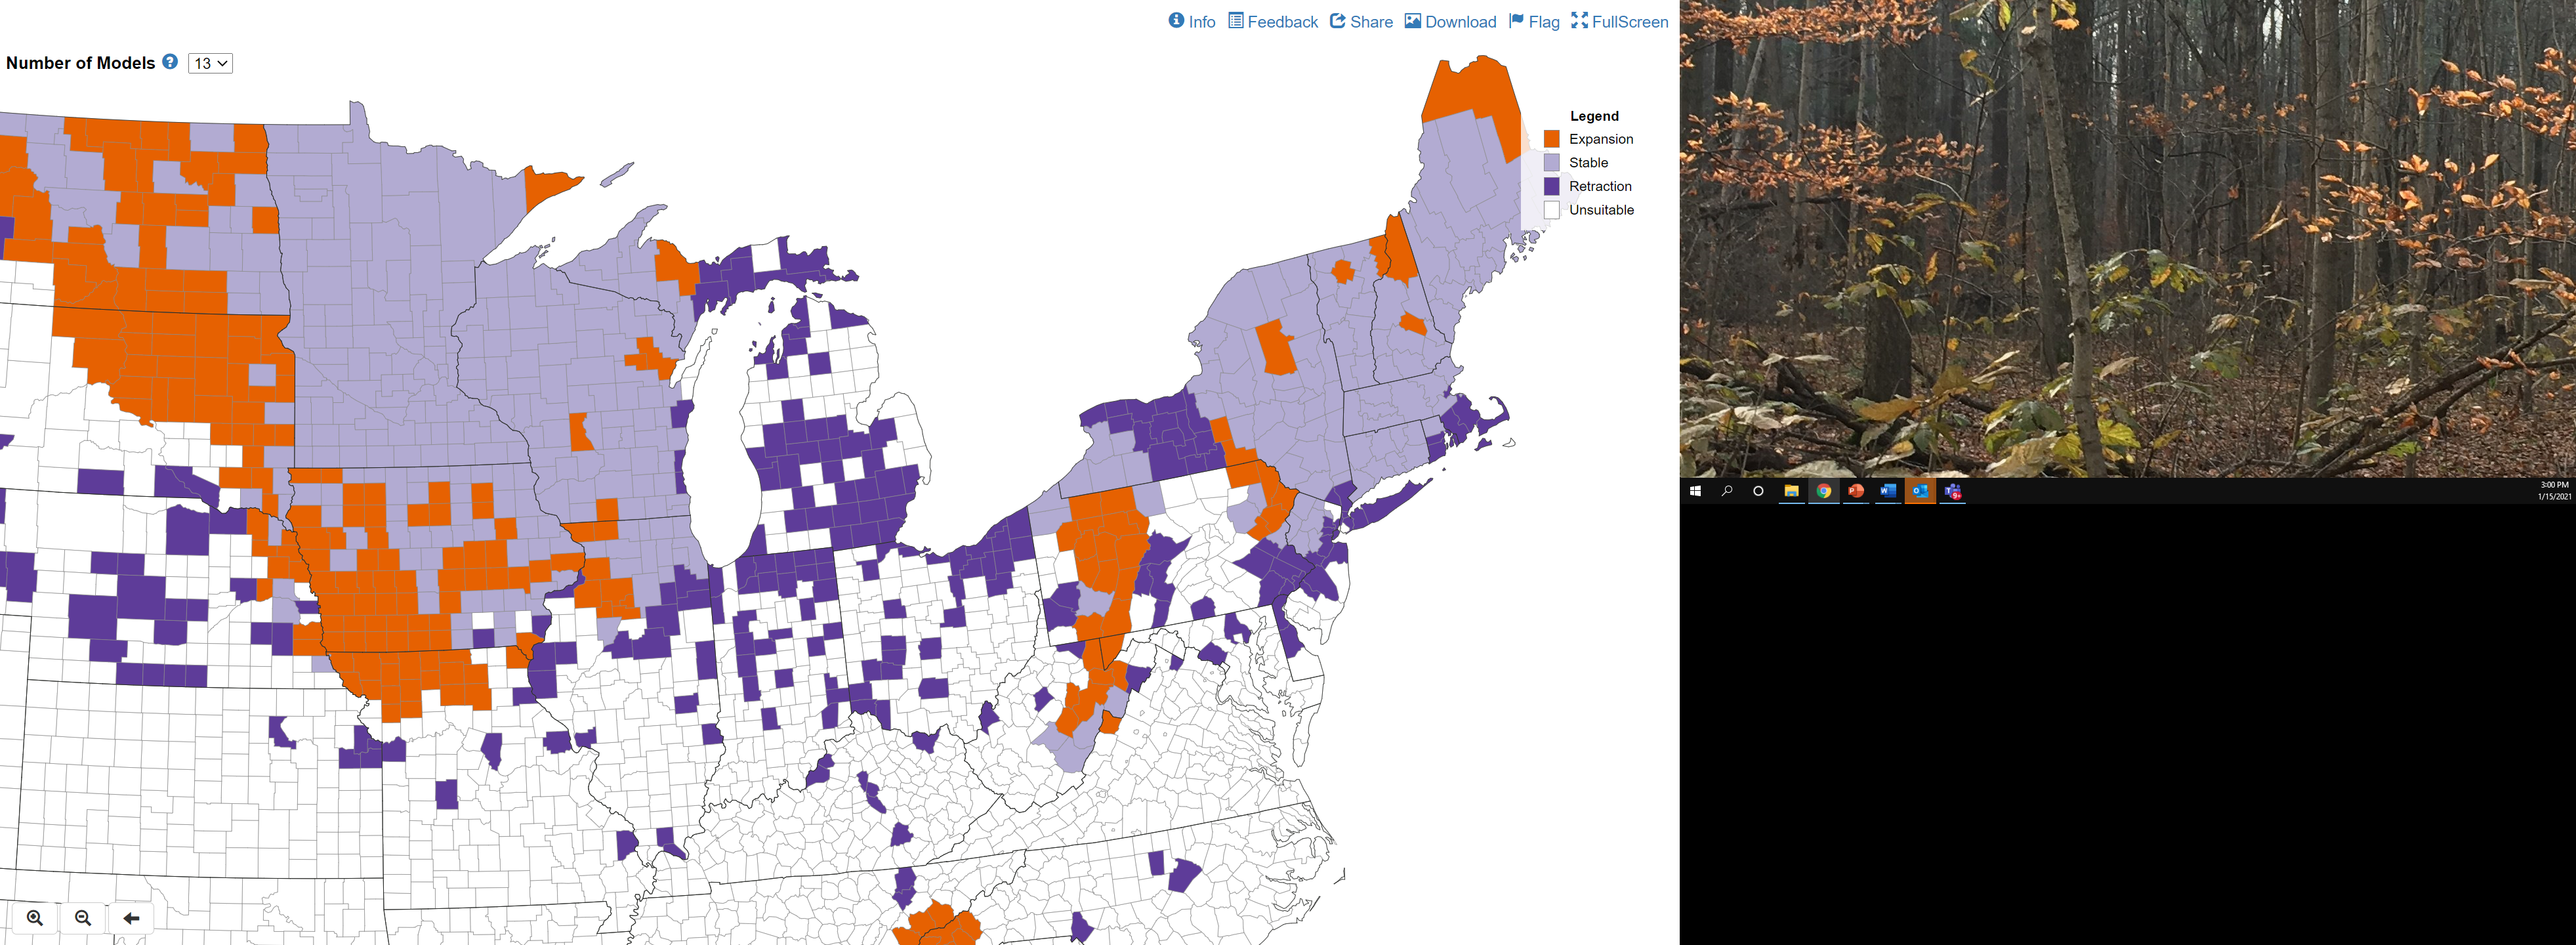 Info Feedback Share Download Flag FullScreen
Number of Models ? 13
Legend
Expansion
Stable
Retraction
Unsuitable
3:00 PM
1/15/2021